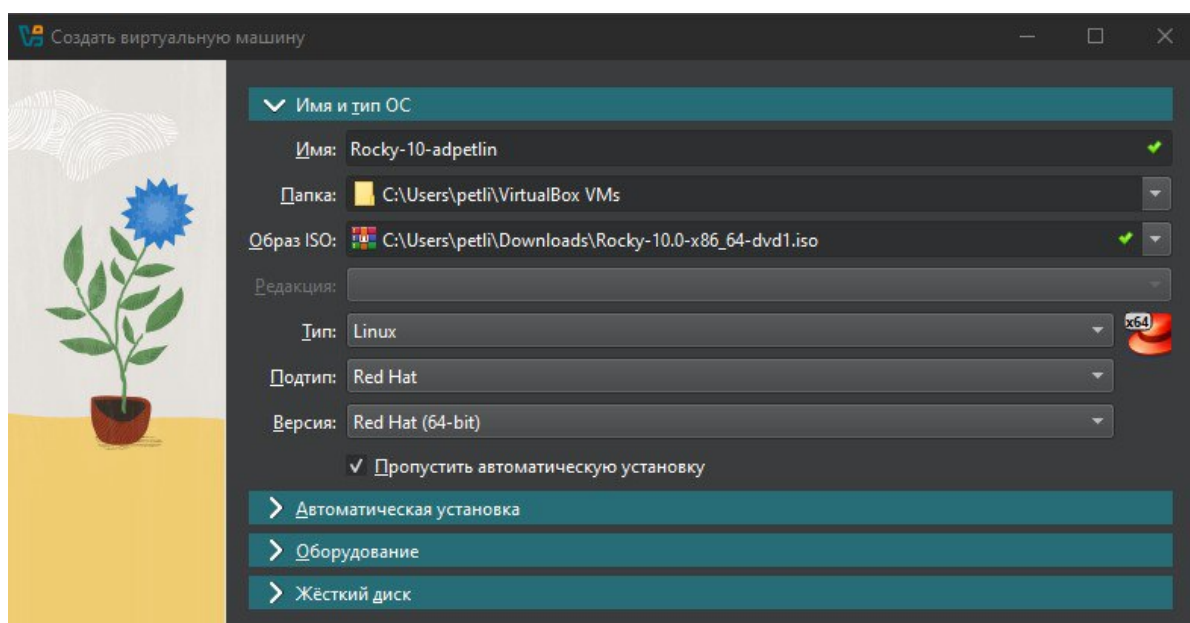 Создать виртуальную машину
Имя и тип ОС
Имя: Rocky-10-adpetlin
Папка: C:\Users\petli\VirtualBox VMs
Образ ISO: C:\Users\petli\Downloads\Rocky-10.0-x86_64-dvd1.iso
Редакция:
Тип: Linux
x64
Подтип: Red Hat
Версия: Red Hat (64-bit)
Пропустить автоматическую установку
Автоматическая установка
Оборудование
Жёсткий диск